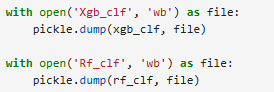 with open('Xgb_clf', 'wb') as file:
    pickle.dump(xgb_clf, file)

with open('Rf_clf', 'wb') as file:
    pickle.dump(rf_clf, file)